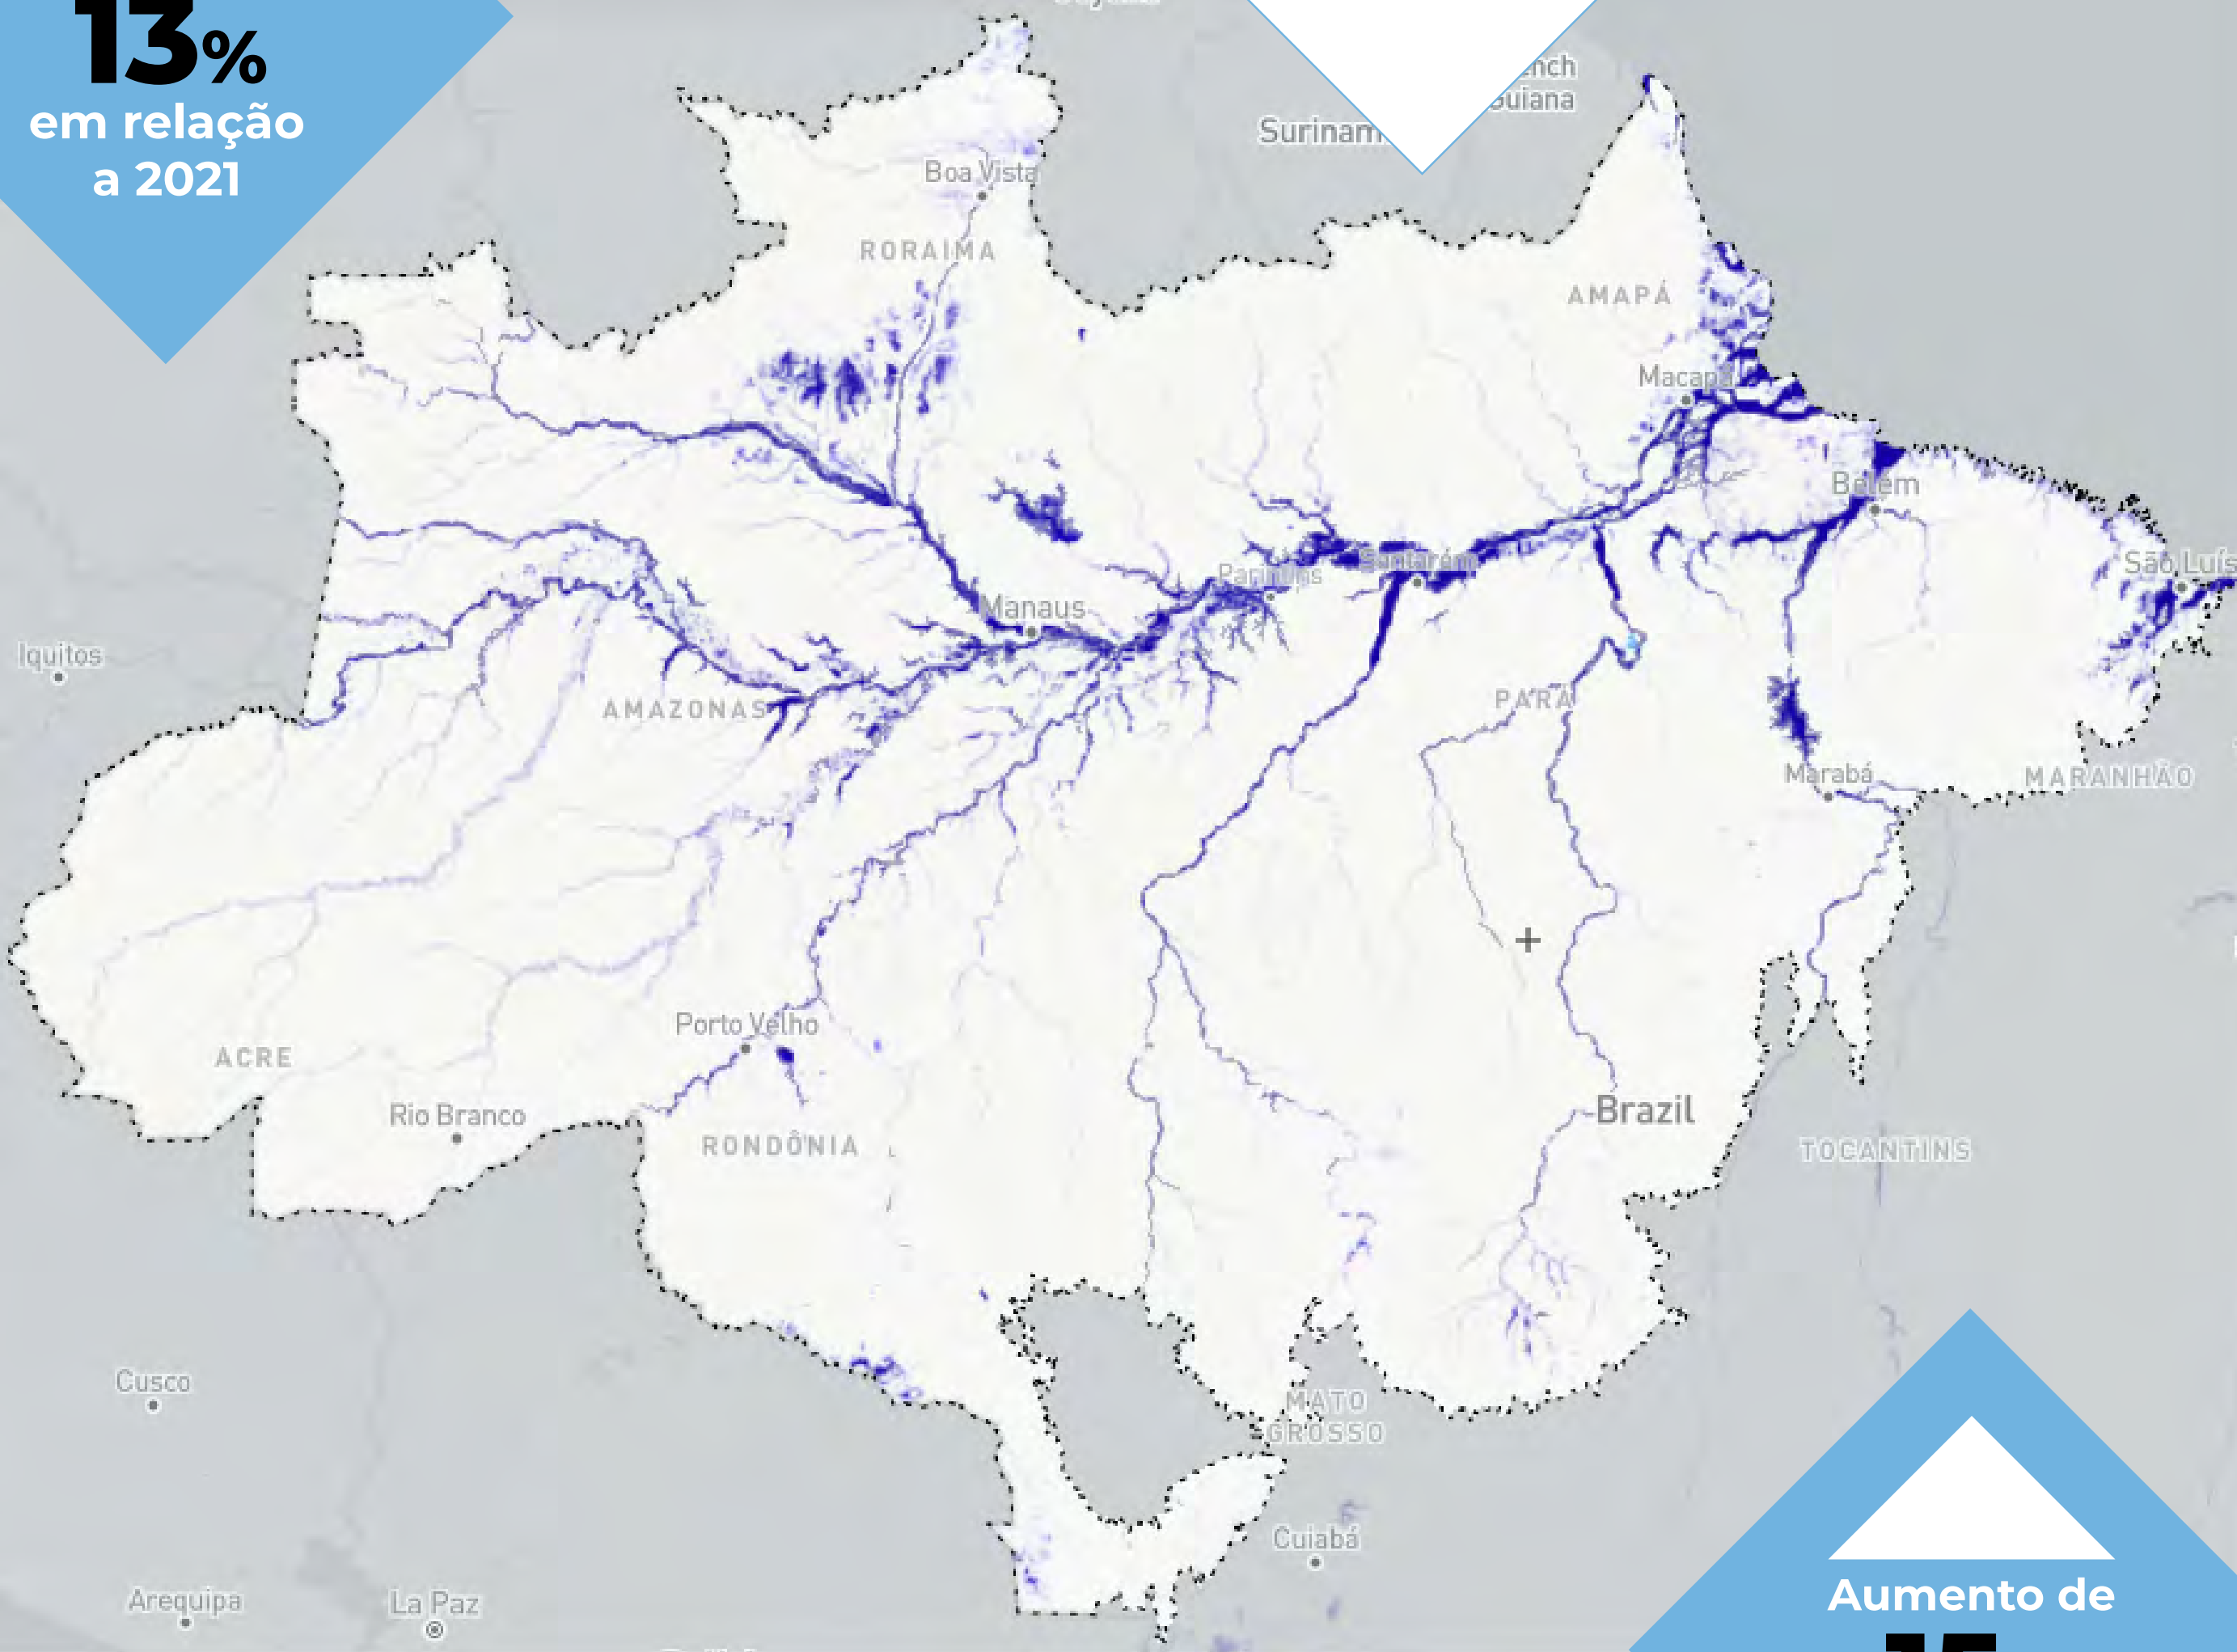 13%
em relação
a 2021
Surinam
Guiana
Boa Vista
RORAIMA
AMAPÁ
Macapá
Belém
São Luís
Santarém
Parintins
Manaus
Iquitos
AMAZONAS
PARÁ
Marabá
MARANHÃO
Porto Velho
ACRE
Rio Branco
RONDÔNIA
Brazil
TOCANTINS
Cusco
MATO
GROSSO
Cuiabá
Arequipa
La Paz
Aumento de
15